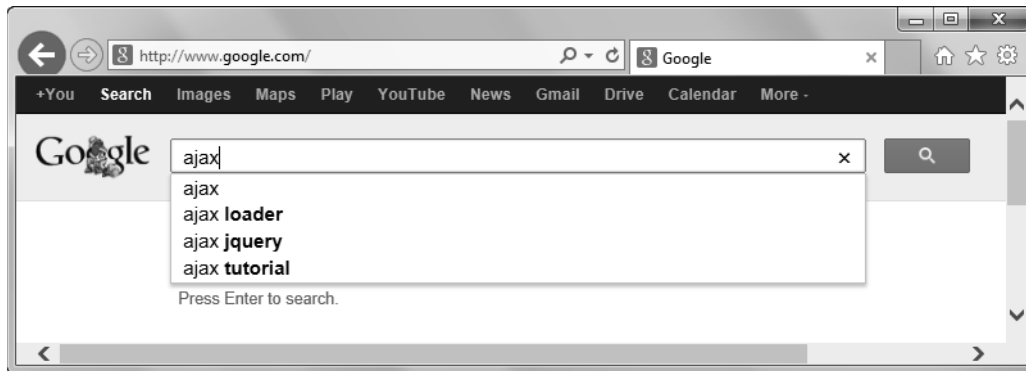 http://www.google.com/ Google
+You Search Images Maps Play YouTube News Gmail Drive Calendar More
Google ajax
ajax
ajax loader
ajax jquery
ajax tutorial
Press Enter to search.